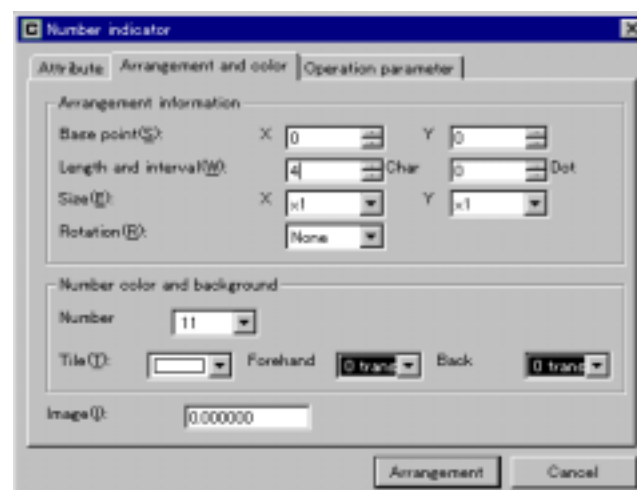 Number indicator
Attribute Arrangement and color Operation parameter
Arrangement information
Base point(S): X 0 Y 0
Length and interval(W): 4 Char 0 Dot
Size(E): X x1 Y x1
Rotation(R): None
Number color and background
Number 11
Tile(T): Forehand 0 trans Back 0 trans
Image(I): 0.000000
Arrangement Cancel